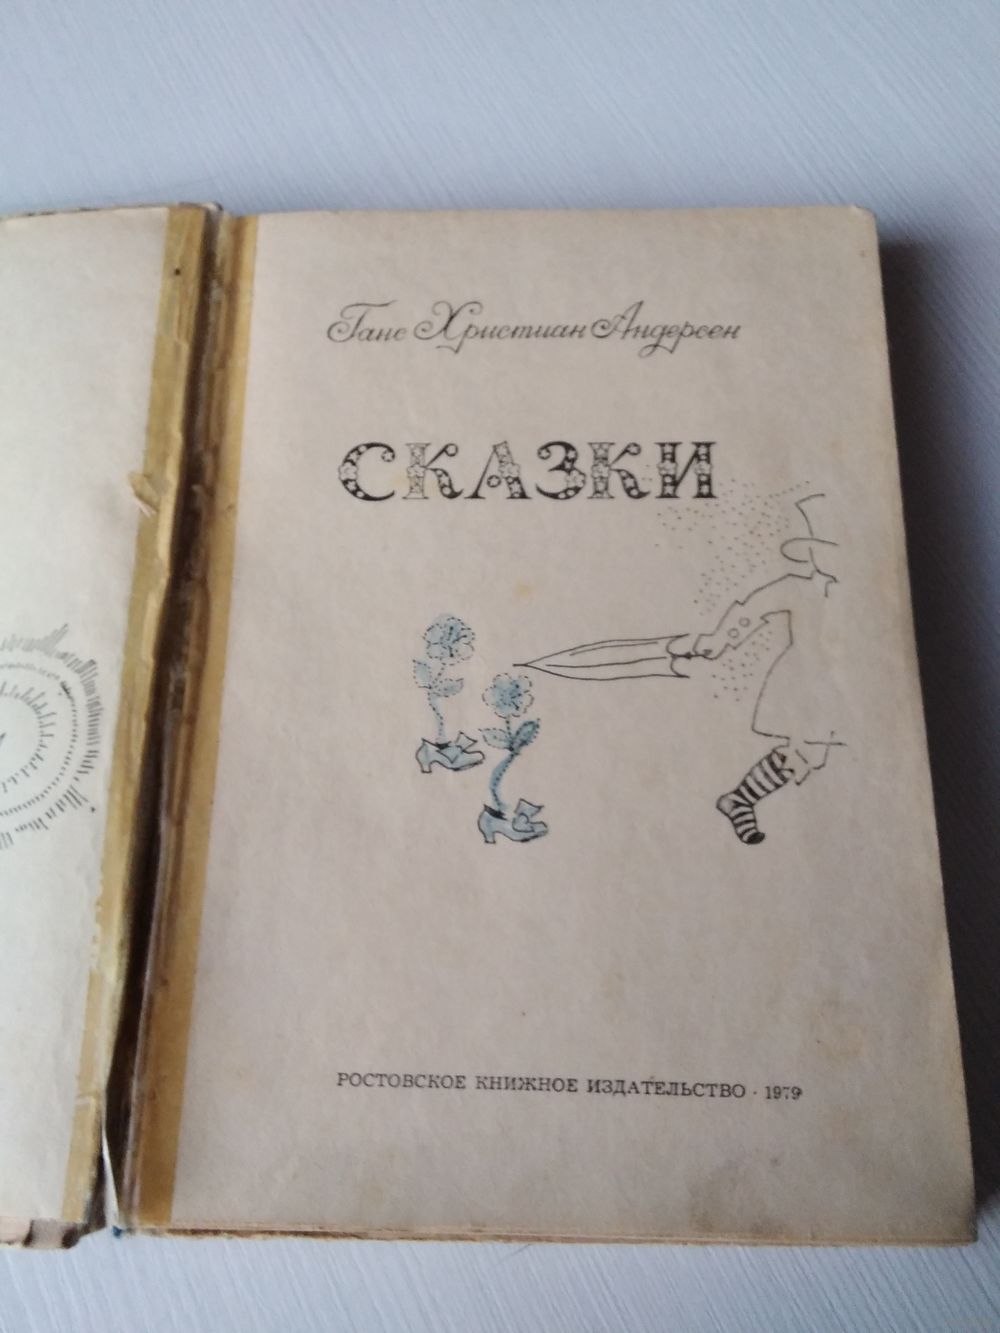 Ганс Христиан Андерсен
СКАЗКИ
РОСТОВСКОЕ КНИЖНОЕ ИЗДАТЕЛЬСТВО · 1979